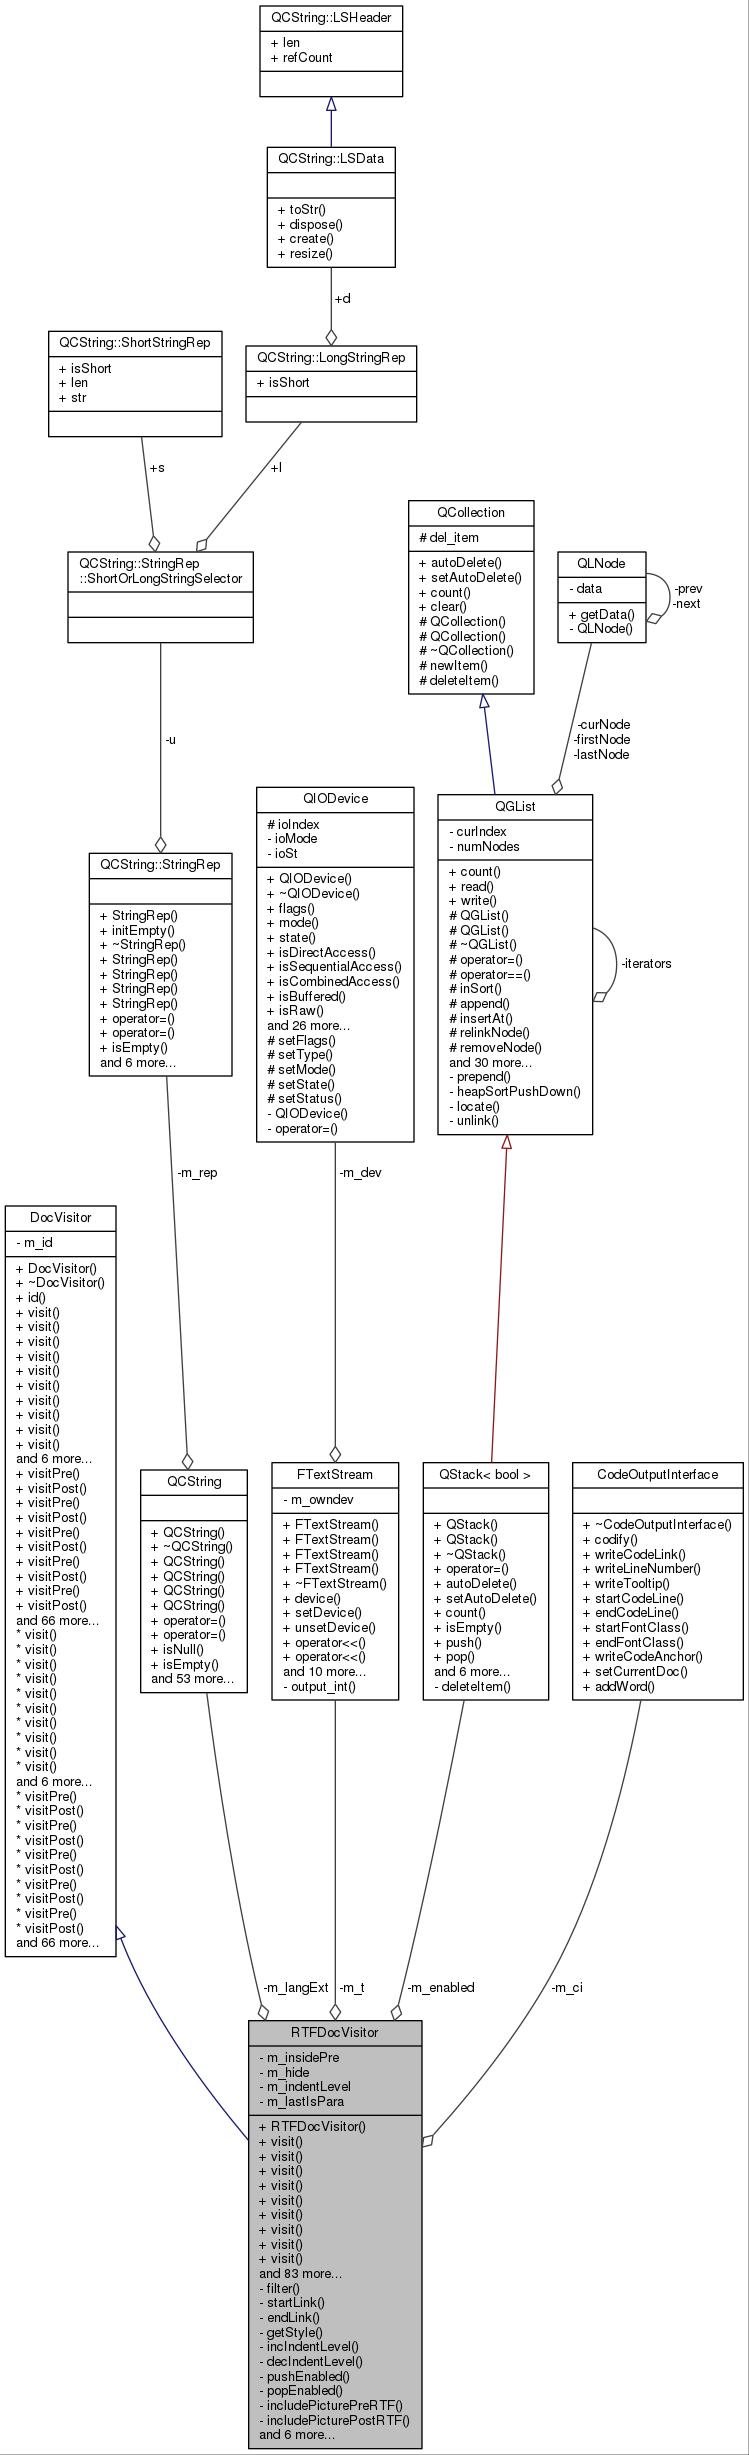 QCString::LSHeader
+ len
+ refCount
QCString::LSData
+ toStr()
+ dispose()
+ create()
+ resize()
+d
QCString::ShortStringRep
+ isShort
+ len
+ str
QCString::LongStringRep
+ isShort
+s
+l
QCString::StringRep
::ShortOrLongStringSelector
QCollection
# del_item
+ autoDelete()
+ setAutoDelete()
+ count()
+ clear()
# QCollection()
# QCollection()
# ~QCollection()
# newItem()
# deleteItem()
QLNode
- data
+ getData()
- QLNode()
-prev
-next
-u
-curNode
-firstNode
-lastNode
QCString::StringRep
+ StringRep()
+ initEmpty()
+ ~StringRep()
+ StringRep()
+ StringRep()
+ StringRep()
+ StringRep()
+ operator=()
+ operator=()
+ isEmpty()
and 6 more...
QIODevice
# ioIndex
- ioMode
- ioSt
+ QIODevice()
+ ~QIODevice()
+ flags()
+ mode()
+ state()
+ isDirectAccess()
+ isSequentialAccess()
+ isCombinedAccess()
+ isBuffered()
+ isRaw()
and 26 more...
# setFlags()
# setType()
# setMode()
# setState()
# setStatus()
- QIODevice()
- operator=()
QGList
- curIndex
- numNodes
+ count()
+ read()
+ write()
# QGList()
# QGList()
# ~QGList()
# operator=()
# operator==()
# inSort()
# append()
# insertAt()
# relinkNode()
# removeNode()
and 30 more...
- prepend()
- heapSortPushDown()
- locate()
- unlink()
-iterators
-m_rep
-m_dev
DocVisitor
- m_id
+ DocVisitor()
+ ~DocVisitor()
+ id()
+ visit()
+ visit()
+ visit()
+ visit()
+ visit()
+ visit()
+ visit()
+ visit()
+ visit()
+ visit()
and 6 more...
+ visitPre()
+ visitPost()
+ visitPre()
+ visitPost()
+ visitPre()
+ visitPost()
+ visitPre()
+ visitPost()
+ visitPre()
+ visitPost()
and 66 more...
* visit()
* visit()
* visit()
* visit()
* visit()
* visit()
* visit()
* visit()
* visit()
* visit()
and 6 more...
* visitPre()
* visitPost()
* visitPre()
* visitPost()
* visitPre()
* visitPost()
* visitPre()
* visitPost()
* visitPre()
* visitPost()
and 66 more...
QCString
+ QCString()
+ ~QCString()
+ QCString()
+ QCString()
+ QCString()
+ QCString()
+ operator=()
+ operator=()
+ isNull()
+ isEmpty()
and 53 more...
FTextStream
- m_owndev
+ FTextStream()
+ FTextStream()
+ FTextStream()
+ FTextStream()
+ ~FTextStream()
+ device()
+ setDevice()
+ unsetDevice()
+ operator<<()
+ operator<<()
and 10 more...
- output_int()
QStack< bool >
+ QStack()
+ QStack()
+ ~QStack()
+ operator=()
+ autoDelete()
+ setAutoDelete()
+ count()
+ isEmpty()
+ push()
+ pop()
and 6 more...
- deleteItem()
CodeOutputInterface
+ ~CodeOutputInterface()
+ codify()
+ writeCodeLink()
+ writeLineNumber()
+ writeTooltip()
+ startCodeLine()
+ endCodeLine()
+ startFontClass()
+ endFontClass()
+ writeCodeAnchor()
+ setCurrentDoc()
+ addWord()
-m_langExt
-m_t
-m_enabled
-m_ci
RTFDocVisitor
- m_insidePre
- m_hide
- m_indentLevel
- m_lastIsPara
+ RTFDocVisitor()
+ visit()
+ visit()
+ visit()
+ visit()
+ visit()
+ visit()
+ visit()
+ visit()
+ visit()
and 83 more...
- filter()
- startLink()
- endLink()
- getStyle()
- incIndentLevel()
- decIndentLevel()
- pushEnabled()
- popEnabled()
- includePicturePreRTF()
- includePicturePostRTF()
and 6 more...